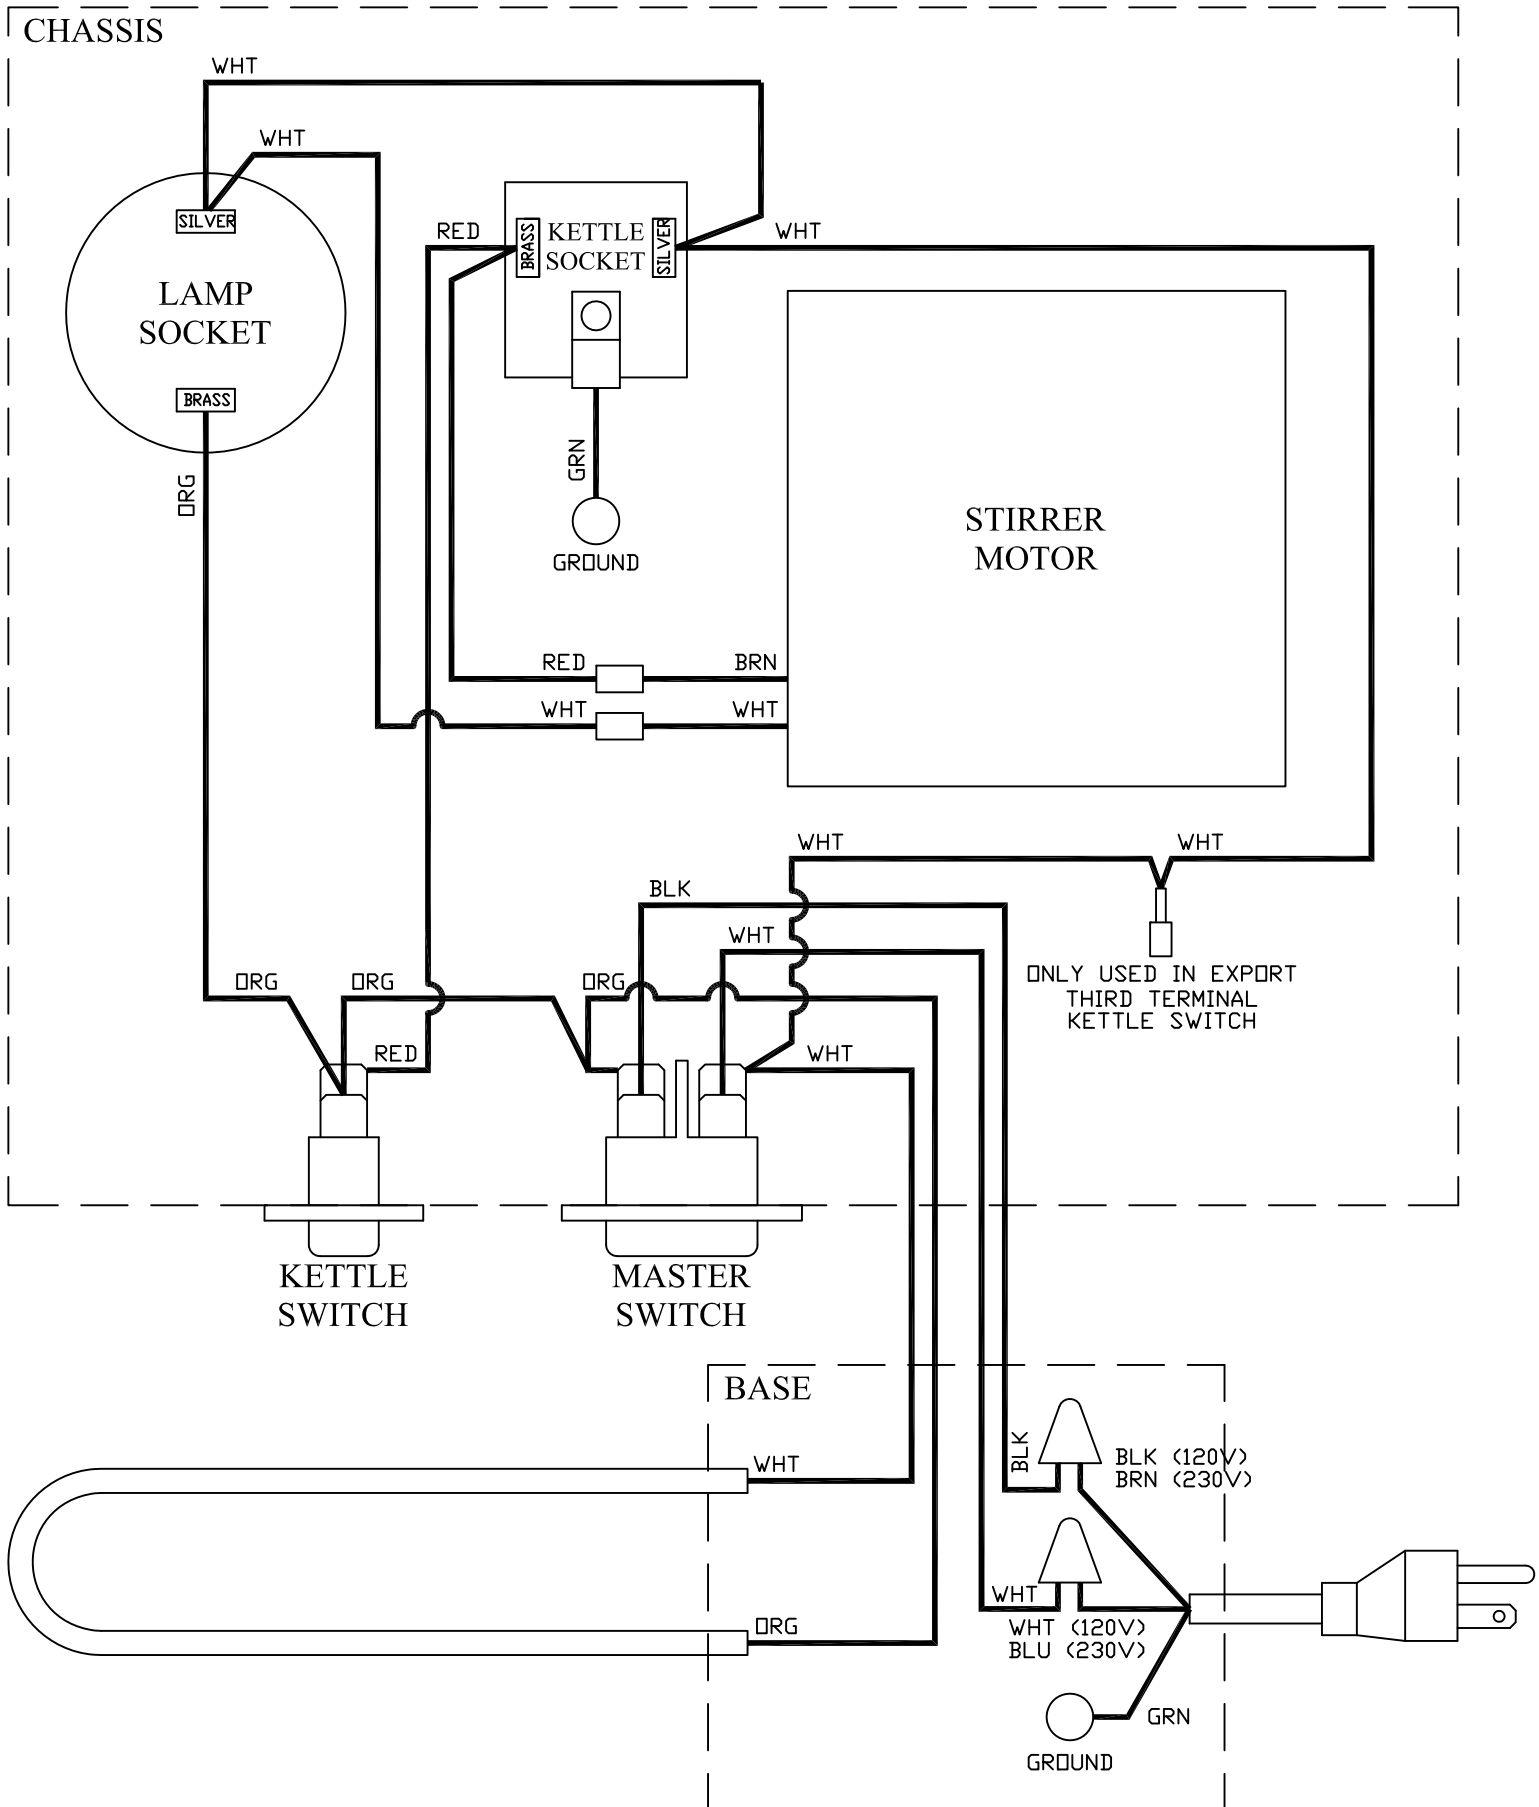 CHASSIS
WHT
WHT
SILVER
LAMP
SOCKET
BRASS
ORG
RED
BRASS
KETTLE
SOCKET
SILVER
WHT
GRN
GROUND
STIRRER
MOTOR
RED
BRN
WHT
WHT
WHT
WHT
BLK
WHT
ONLY USED IN EXPORT
THIRD TERMINAL
KETTLE SWITCH
ORG
ORG
ORG
RED
WHT
KETTLE
SWITCH
MASTER
SWITCH
BASE
WHT
BLK
BLK (120V)
BRN (230V)
WHT
WHT (120V)
BLU (230V)
ORG
GRN
GROUND